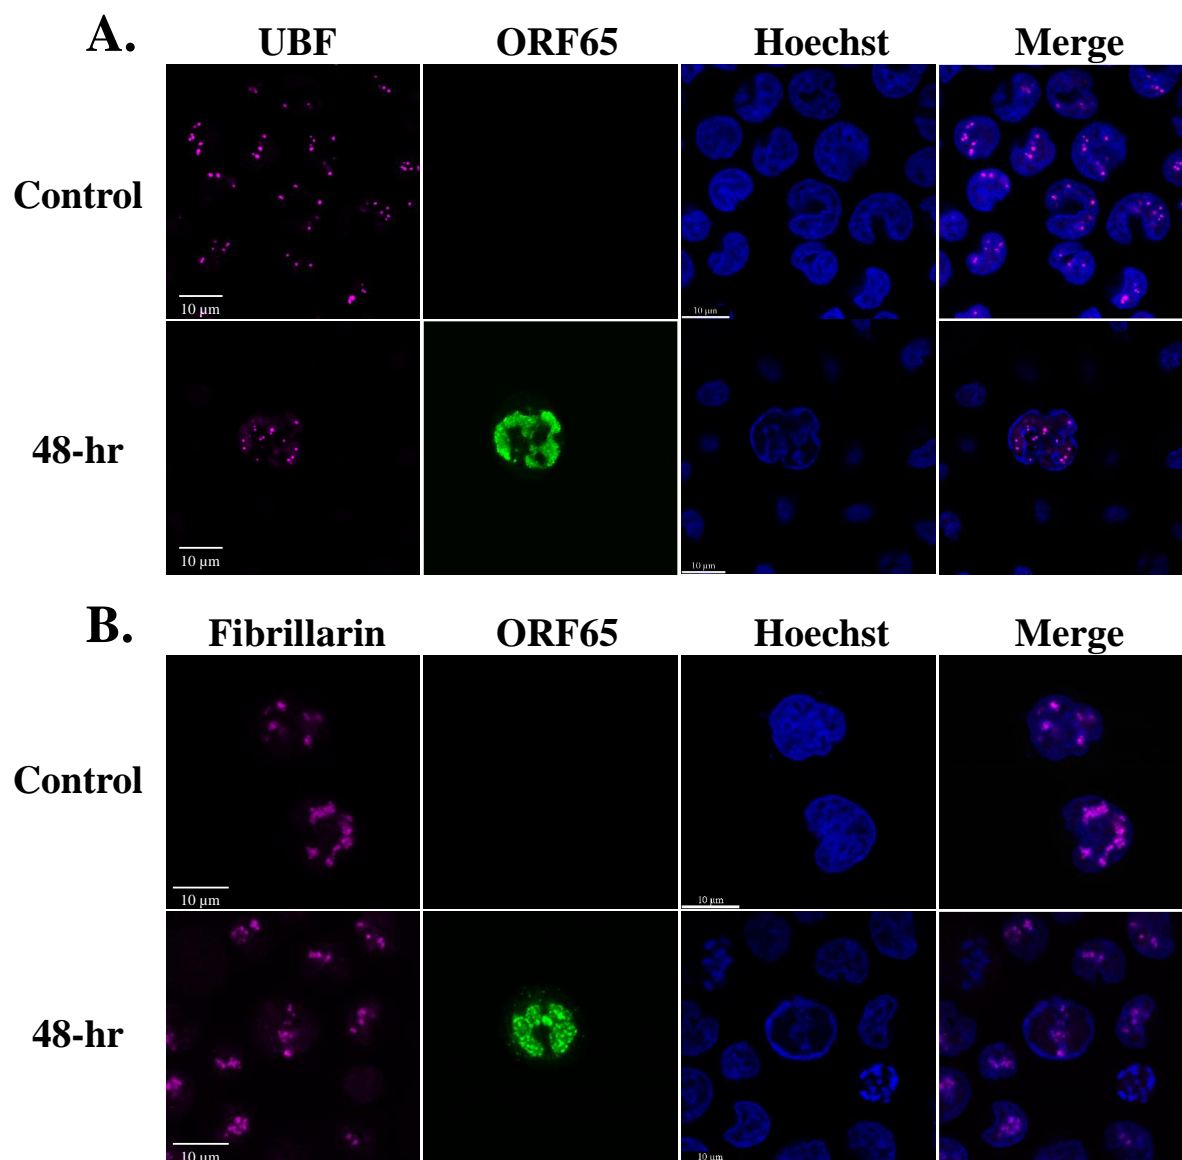 A.
UBF ORF65 Hoechst Merge
Control
10 µm
10 µm
48-hr
10 µm
10 µm
B.
Fibrillarin ORF65 Hoechst Merge
Control
10 µm
10 µm
48-hr
10 µm
10 µm